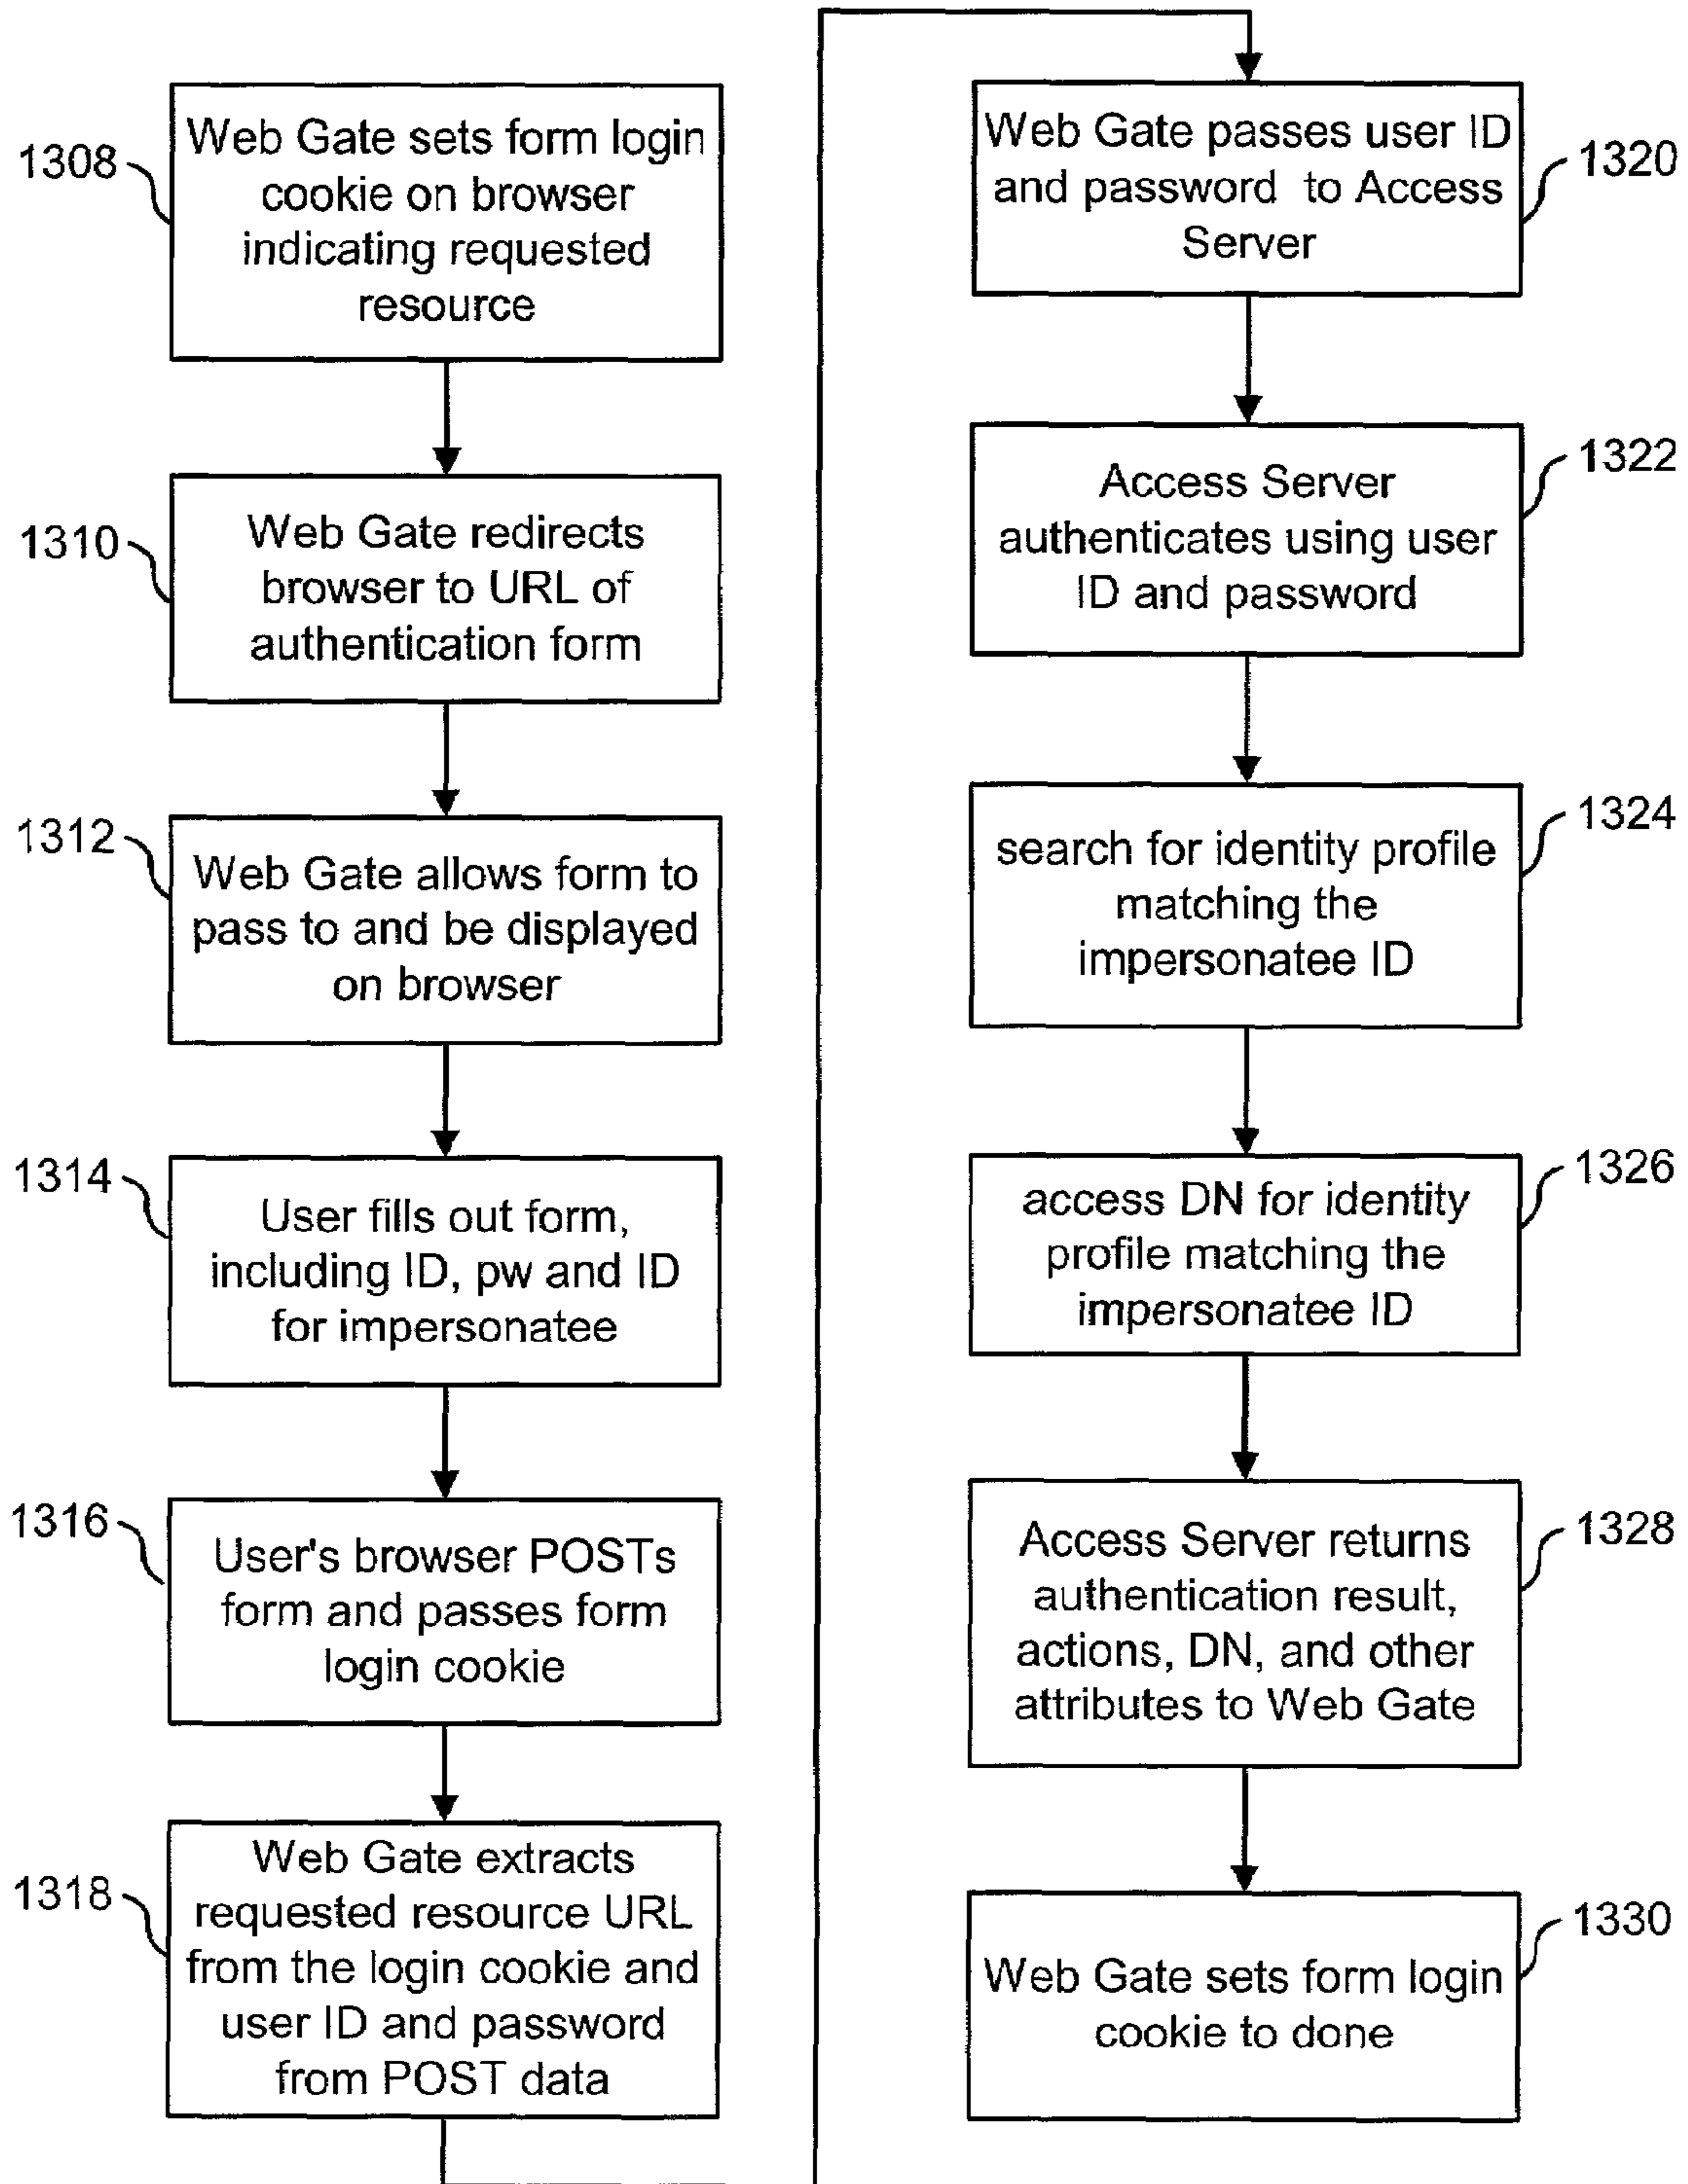 1308
Web Gate sets form login
cookie on browser
indicating requested
resource
1310
Web Gate redirects
browser to URL of
authentication form
1312
Web Gate allows form to
pass to and be displayed
on browser
1314
User fills out form,
including ID, pw and ID
for impersonatee
1316
User's browser POSTs
form and passes form
login cookie
1318
Web Gate extracts
requested resource URL
from the login cookie and
user ID and password
from POST data
1320
Web Gate passes user ID
and password to Access
Server
1322
Access Server
authenticates using user
ID and password
1324
search for identity profile
matching the
impersonatee ID
1326
access DN for identity
profile matching the
impersonatee ID
1328
Access Server returns
authentication result,
actions, DN, and other
attributes to Web Gate
1330
Web Gate sets form login
cookie to done